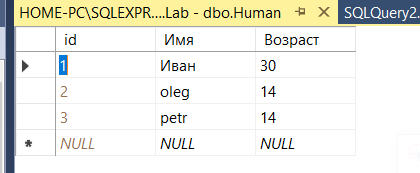 HOME-PC\SQLEXPR....Lab - dbo.Human SQLQuery2.
id Имя Возраст
1 Иван 30
2 oleg 14
3 petr 14
NULL NULL NULL